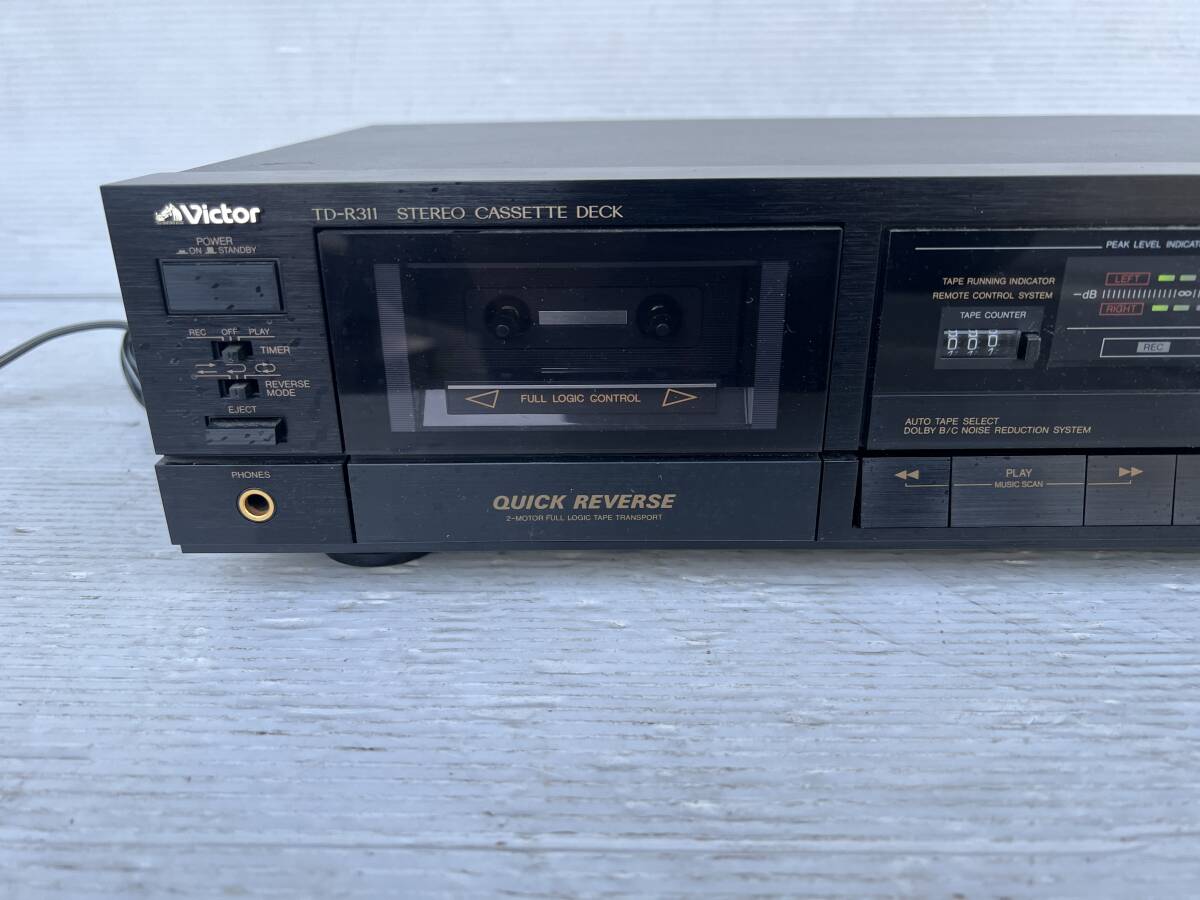 Victor
TD-R311 STEREO CASSETTE DECK
POWER
ON STANDBY
REC OFF PLAY
TIMER
REVERSE
MODE
EJECT
PHONES
FULL LOGIC CONTROL
QUICK REVERSE
2-MOTOR FULL LOGIC TAPE TRANSPORT
PEAK LEVEL INDICAT
TAPE RUNNING INDICATOR
REMOTE CONTROL SYSTEM
TAPE COUNTER
LEFT
-dB
∞
RIGHT
REC
AUTO TAPE SELECT
DOLBY B/C NOISE REDUCTION SYSTEM
PLAY
MUSIC SCAN